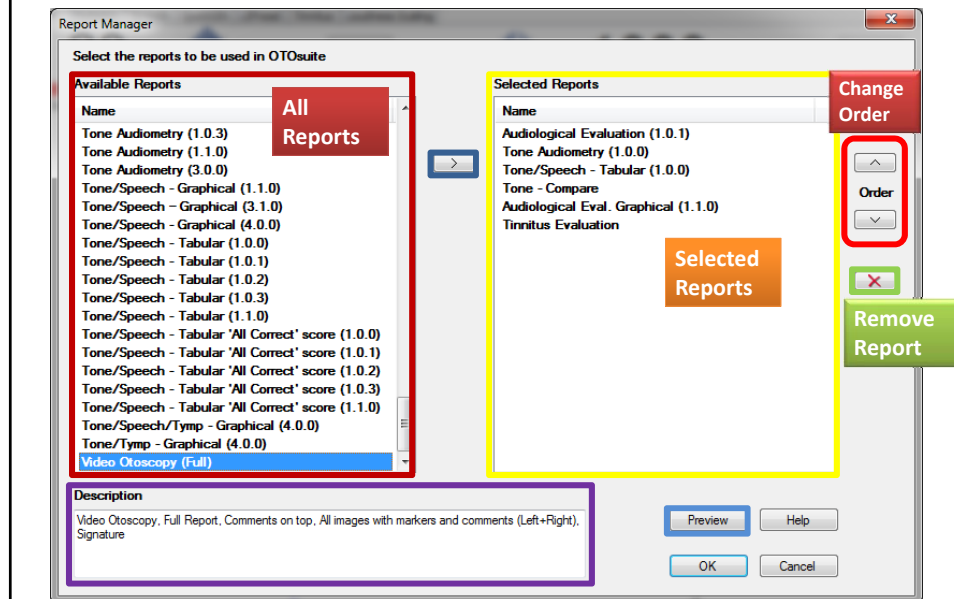 Report Manager
Select the reports to be used in OTOsuite
Available Reports
Name
Tone Audiometry (1.0.3)
Tone Audiometry (1.1.0)
Tone Audiometry (3.0.0)
Tone/Speech - Graphical (1.1.0)
Tone/Speech – Graphical (3.1.0)
Tone/Speech - Graphical (4.0.0)
Tone/Speech - Tabular (1.0.0)
Tone/Speech - Tabular (1.0.1)
Tone/Speech - Tabular (1.0.2)
Tone/Speech - Tabular (1.0.3)
Tone/Speech - Tabular (1.1.0)
Tone/Speech - Tabular 'All Correct' score (1.0.0)
Tone/Speech - Tabular 'All Correct' score (1.0.1)
Tone/Speech - Tabular 'All Correct' score (1.0.2)
Tone/Speech - Tabular 'All Correct' score (1.0.3)
Tone/Speech - Tabular 'All Correct' score (1.1.0)
Tone/Speech/Tymp - Graphical (4.0.0)
Tone/Tymp - Graphical (4.0.0)
Video Otoscopy (Full)
All
Reports
>
Selected Reports
Name
Audiological Evaluation (1.0.1)
Tone Audiometry (1.0.0)
Tone/Speech - Tabular (1.0.0)
Tone - Compare
Audiological Eval. Graphical (1.1.0)
Tinnitus Evaluation
Selected
Reports
Change
Order
Order
Remove
Report
Description
Video Otoscopy, Full Report, Comments on top, All images with markers and comments (Left+Right),
Signature
Preview
Help
OK
Cancel